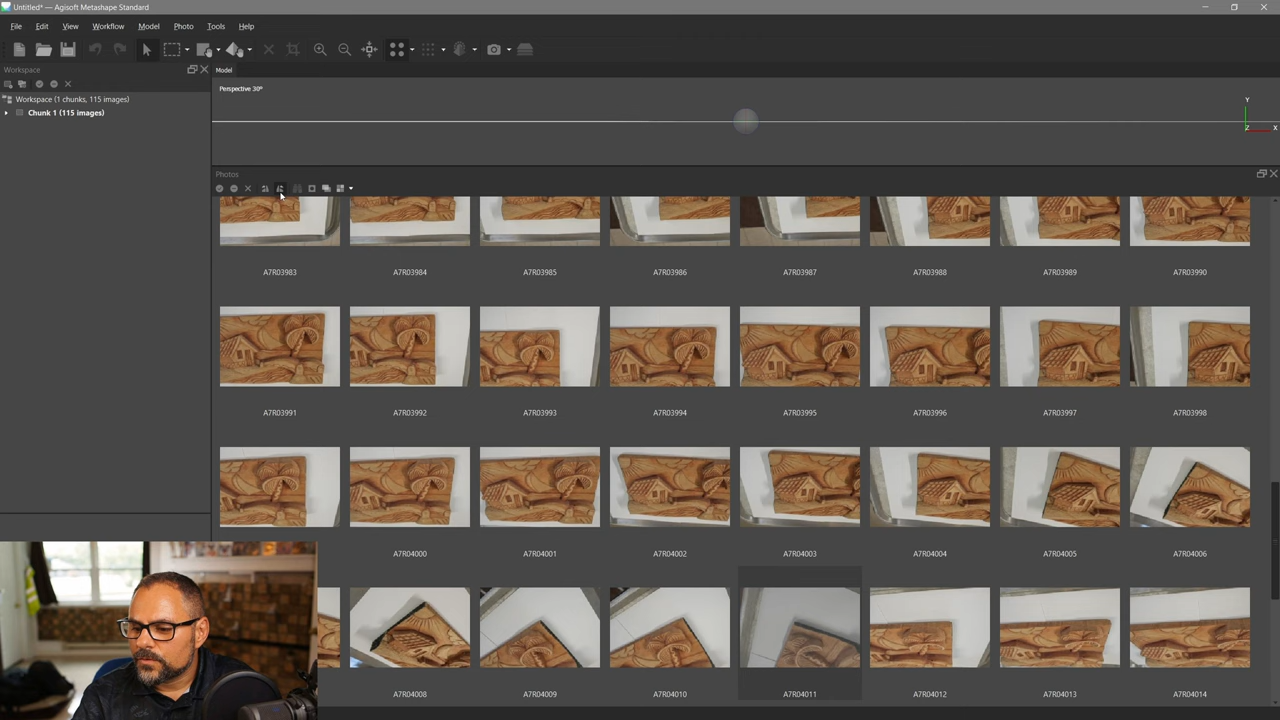 Untitled* — Agisoft Metashape Standard
File Edit View Workflow Model Photo Tools Help
Workspace
Model
Workspace (1 chunks, 115 images)
Chunk 1 (115 images)
Perspective 30°
Y
Z
X
Photos
A7R03983 A7R03984 A7R03985 A7R03986 A7R03987 A7R03988 A7R03989 A7R03990
A7R03991 A7R03992 A7R03993 A7R03994 A7R03995 A7R03996 A7R03997 A7R03998
A7R04000 A7R04001 A7R04002 A7R04003 A7R04004 A7R04005 A7R04006
A7R04008 A7R04009 A7R04010 A7R04011 A7R04012 A7R04013 A7R04014